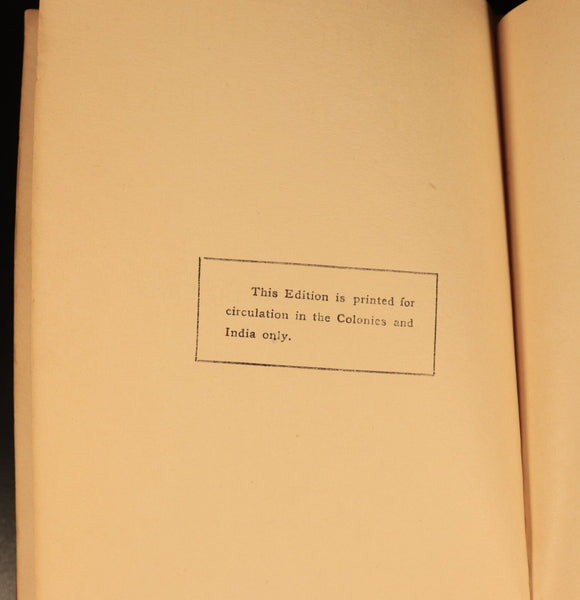 This Edition is printed for
circulation in the Colonies and
India only.